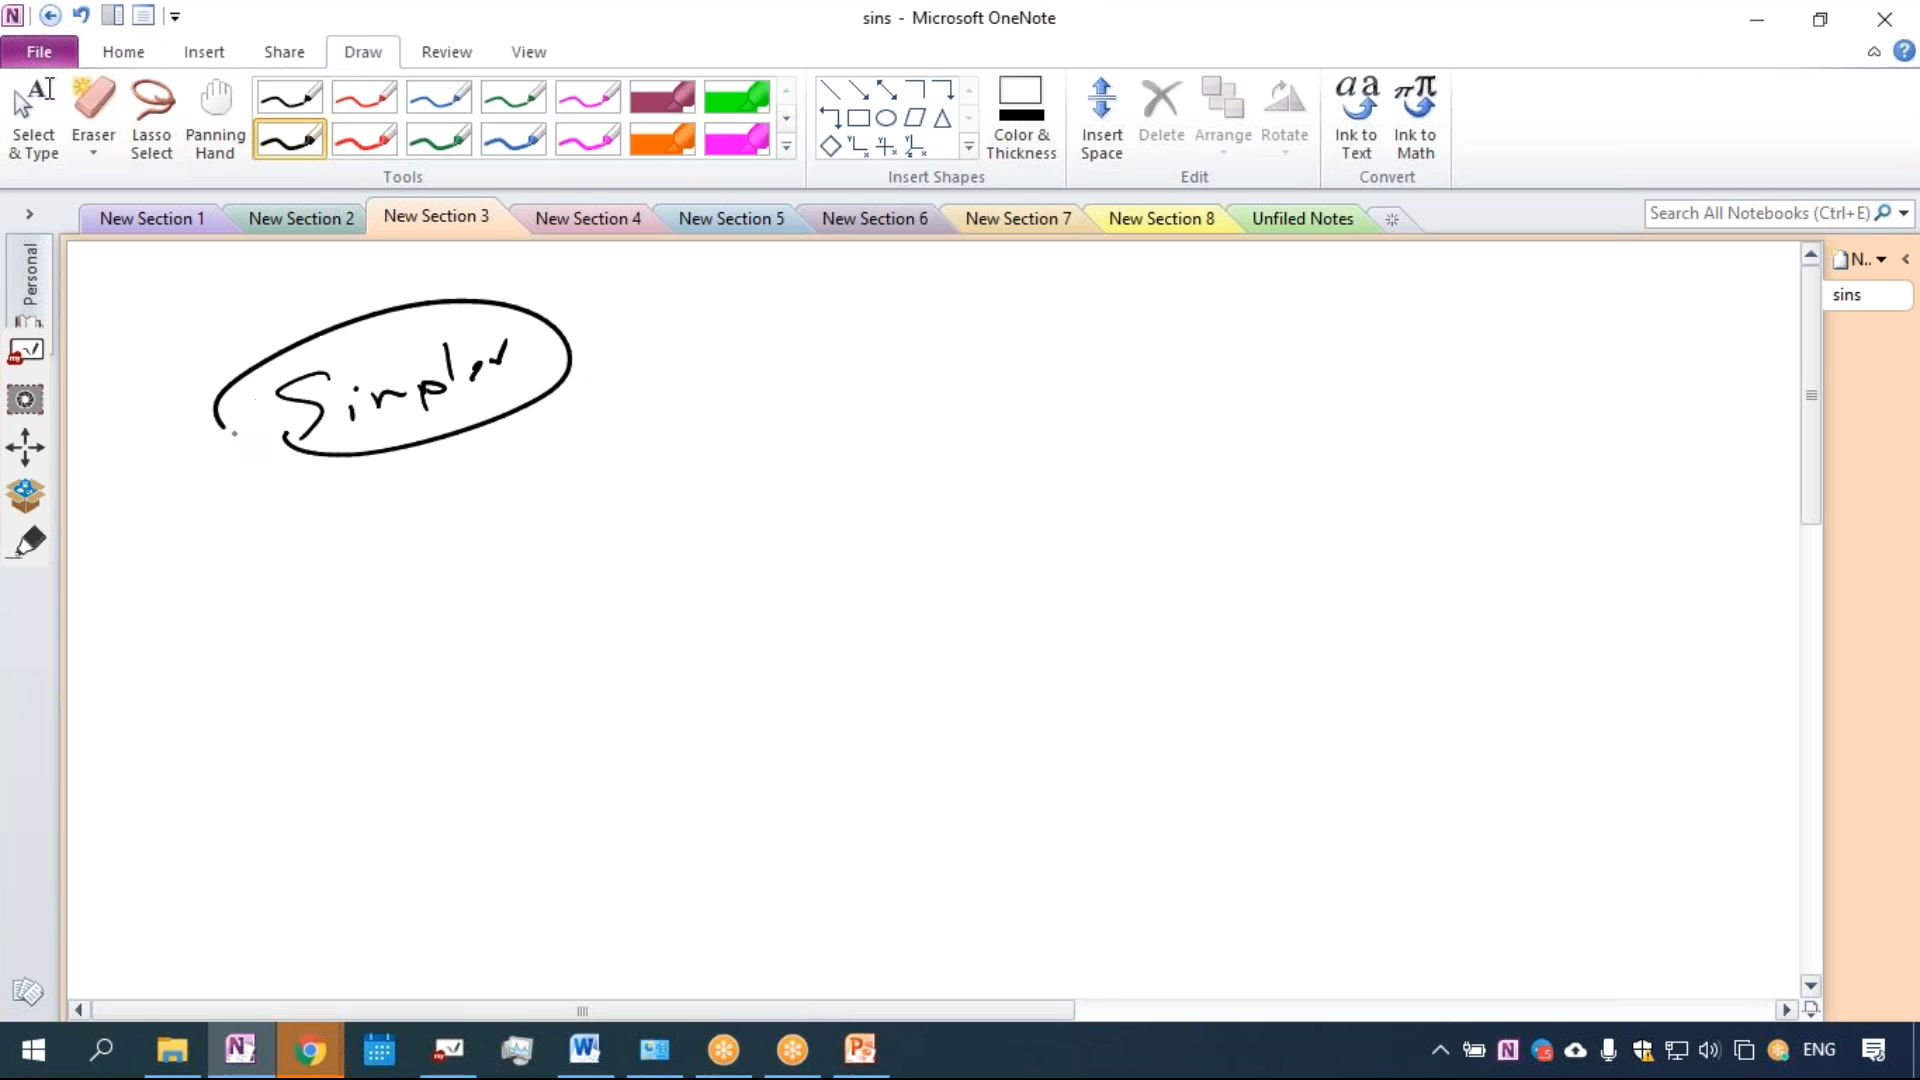 sins - Microsoft OneNote
File Home Insert Share Draw Review View
Select & Type
Eraser
Lasso Select
Panning Hand
Color & Thickness
Insert Space
Delete
Arrange
Rotate
Ink to Text
Ink to Math
Tools
Insert Shapes
Edit
Convert
New Section 1
New Section 2
New Section 3
New Section 4
New Section 5
New Section 6
New Section 7
New Section 8
Unfiled Notes
Search All Notebooks (Ctrl+E)
Personal
N..
sins
ENG